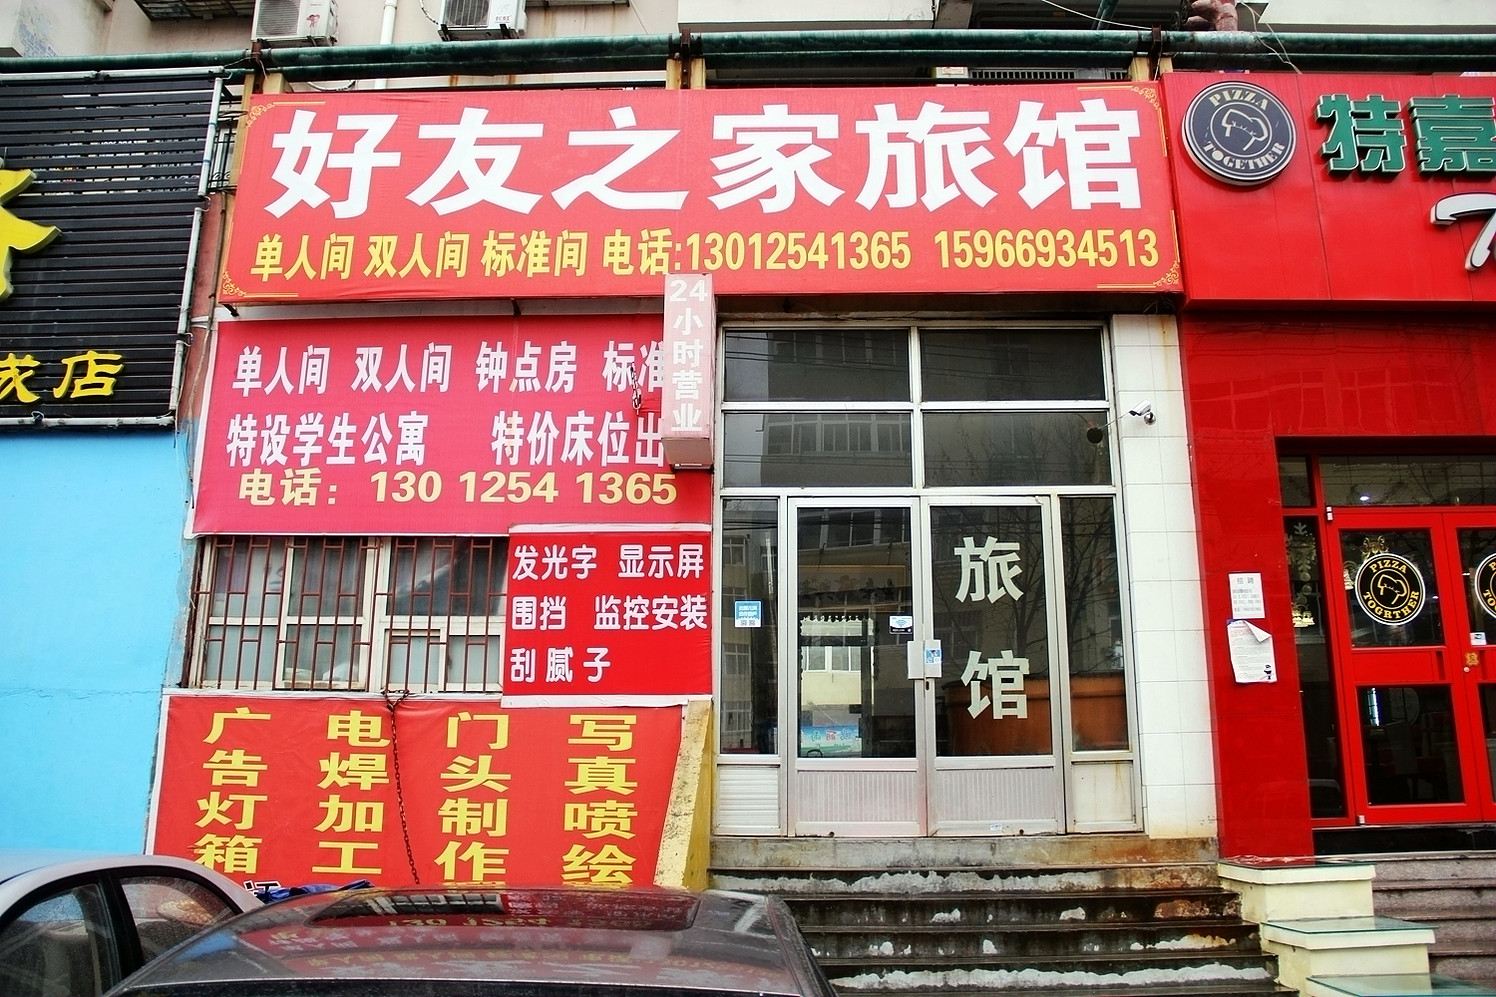 好友之家旅馆
单人间 双人间 标准间 电话:13012541365 15966934513
24小时营业
单人间 双人间 钟点房 标准
特设学生公寓 特价床位出
电话：130 1254 1365
发光字 显示屏
围挡 监控安装
刮腻子
广告灯箱
电焊加工
门头制作
写真喷绘
旅馆
店
PIZZA TOGETHER
特嘉
PIZZA TOGRTHER
招聘